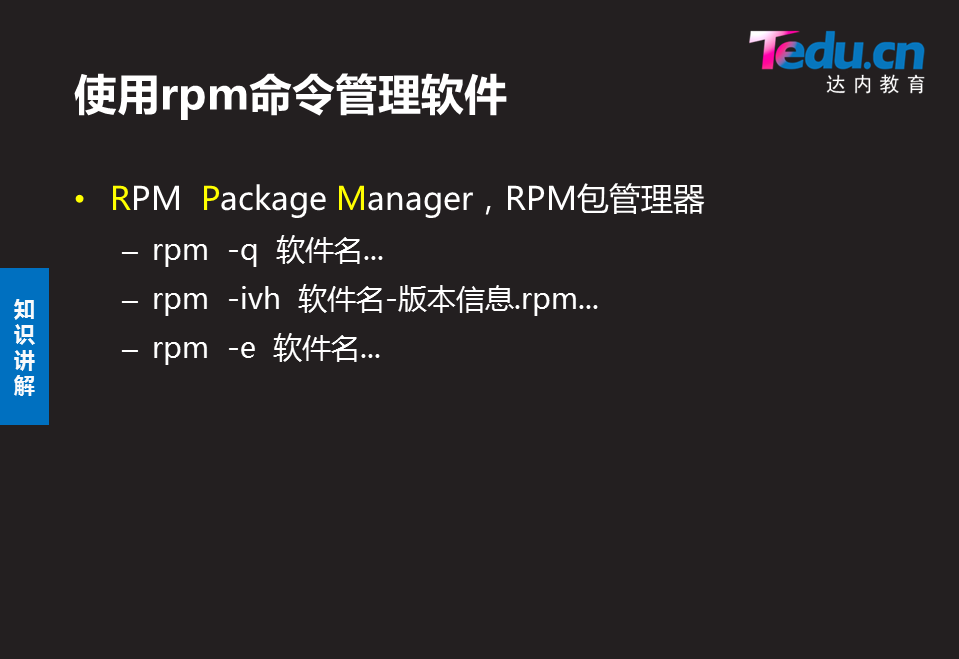 Tedu.cn
达内教育
使用rpm命令管理软件
• RPM Package Manager，RPM包管理器
– rpm -q 软件名...
– rpm -ivh 软件名-版本信息.rpm...
– rpm -e 软件名...
知识讲解